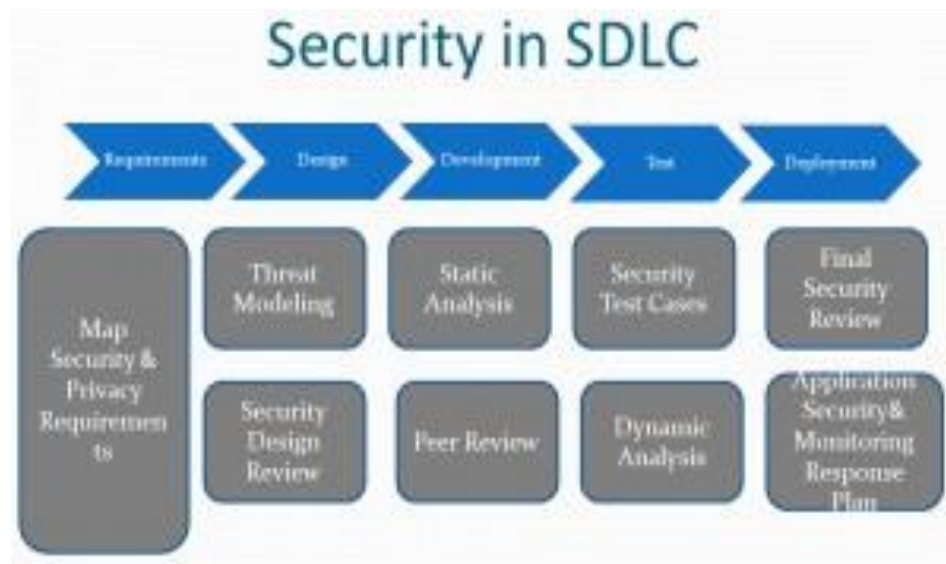 Security in SDLC
Requirements
Design
Development
Test
Deployment
Map
Security &
Privacy
Requiremen
ts
Threat
Modeling
Security
Design
Review
Static
Analysis
Peer Review
Security
Test Cases
Dynamic
Analysis
Final
Security
Review
Application
Security&
Monitoring
Response
Plan